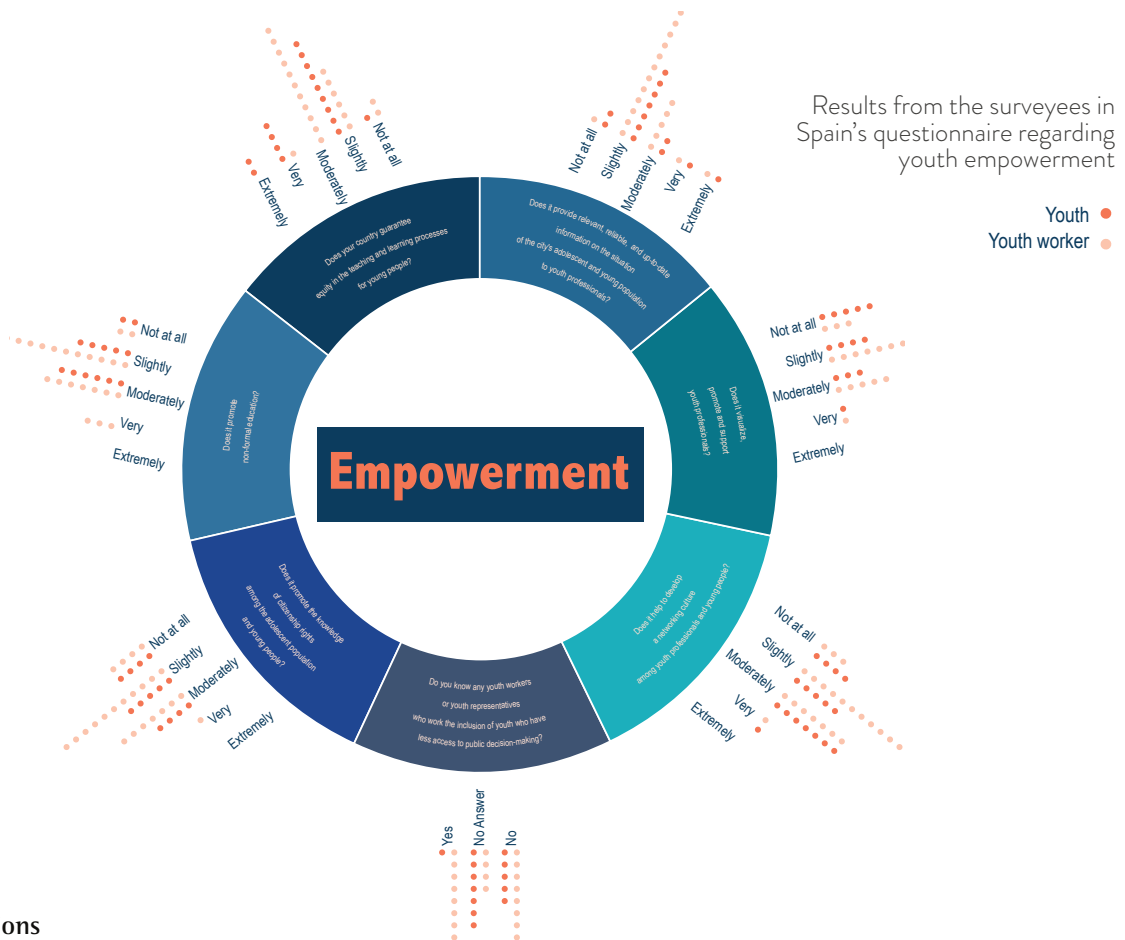 Results from the surveyees in
Spain's questionnaire regarding
youth empowerment
Youth
Youth worker
Empowerment
Does it provide relevant, reliable, and up-to-date
information on the situation
of the city's adolescent and young population
to youth professionals?
Not at all
Slightly
Moderately
Very
Extremely
Does it visualize,
promote and support
youth professionals?
Not at all
Slightly
Moderately
Very
Extremely
Does it help to develop
a networking culture
among youth professionals and young people?
Not at all
Slightly
Moderately
Very
Extremely
Do you know any youth workers
or youth representatives
who work the inclusion of youth who have
less access to public decision-making?
Yes
No Answer
No
Does it promote the knowledge
of citizenship rights
among the adolescent population
and young people?
Not at all
Slightly
Moderately
Very
Extremely
Does it promote
non-formal education?
Not at all
Slightly
Moderately
Very
Extremely
Does your country guarantee
equity in the teaching and learning processes
for young people?
Not at all
Slightly
Moderately
Very
Extremely
ons